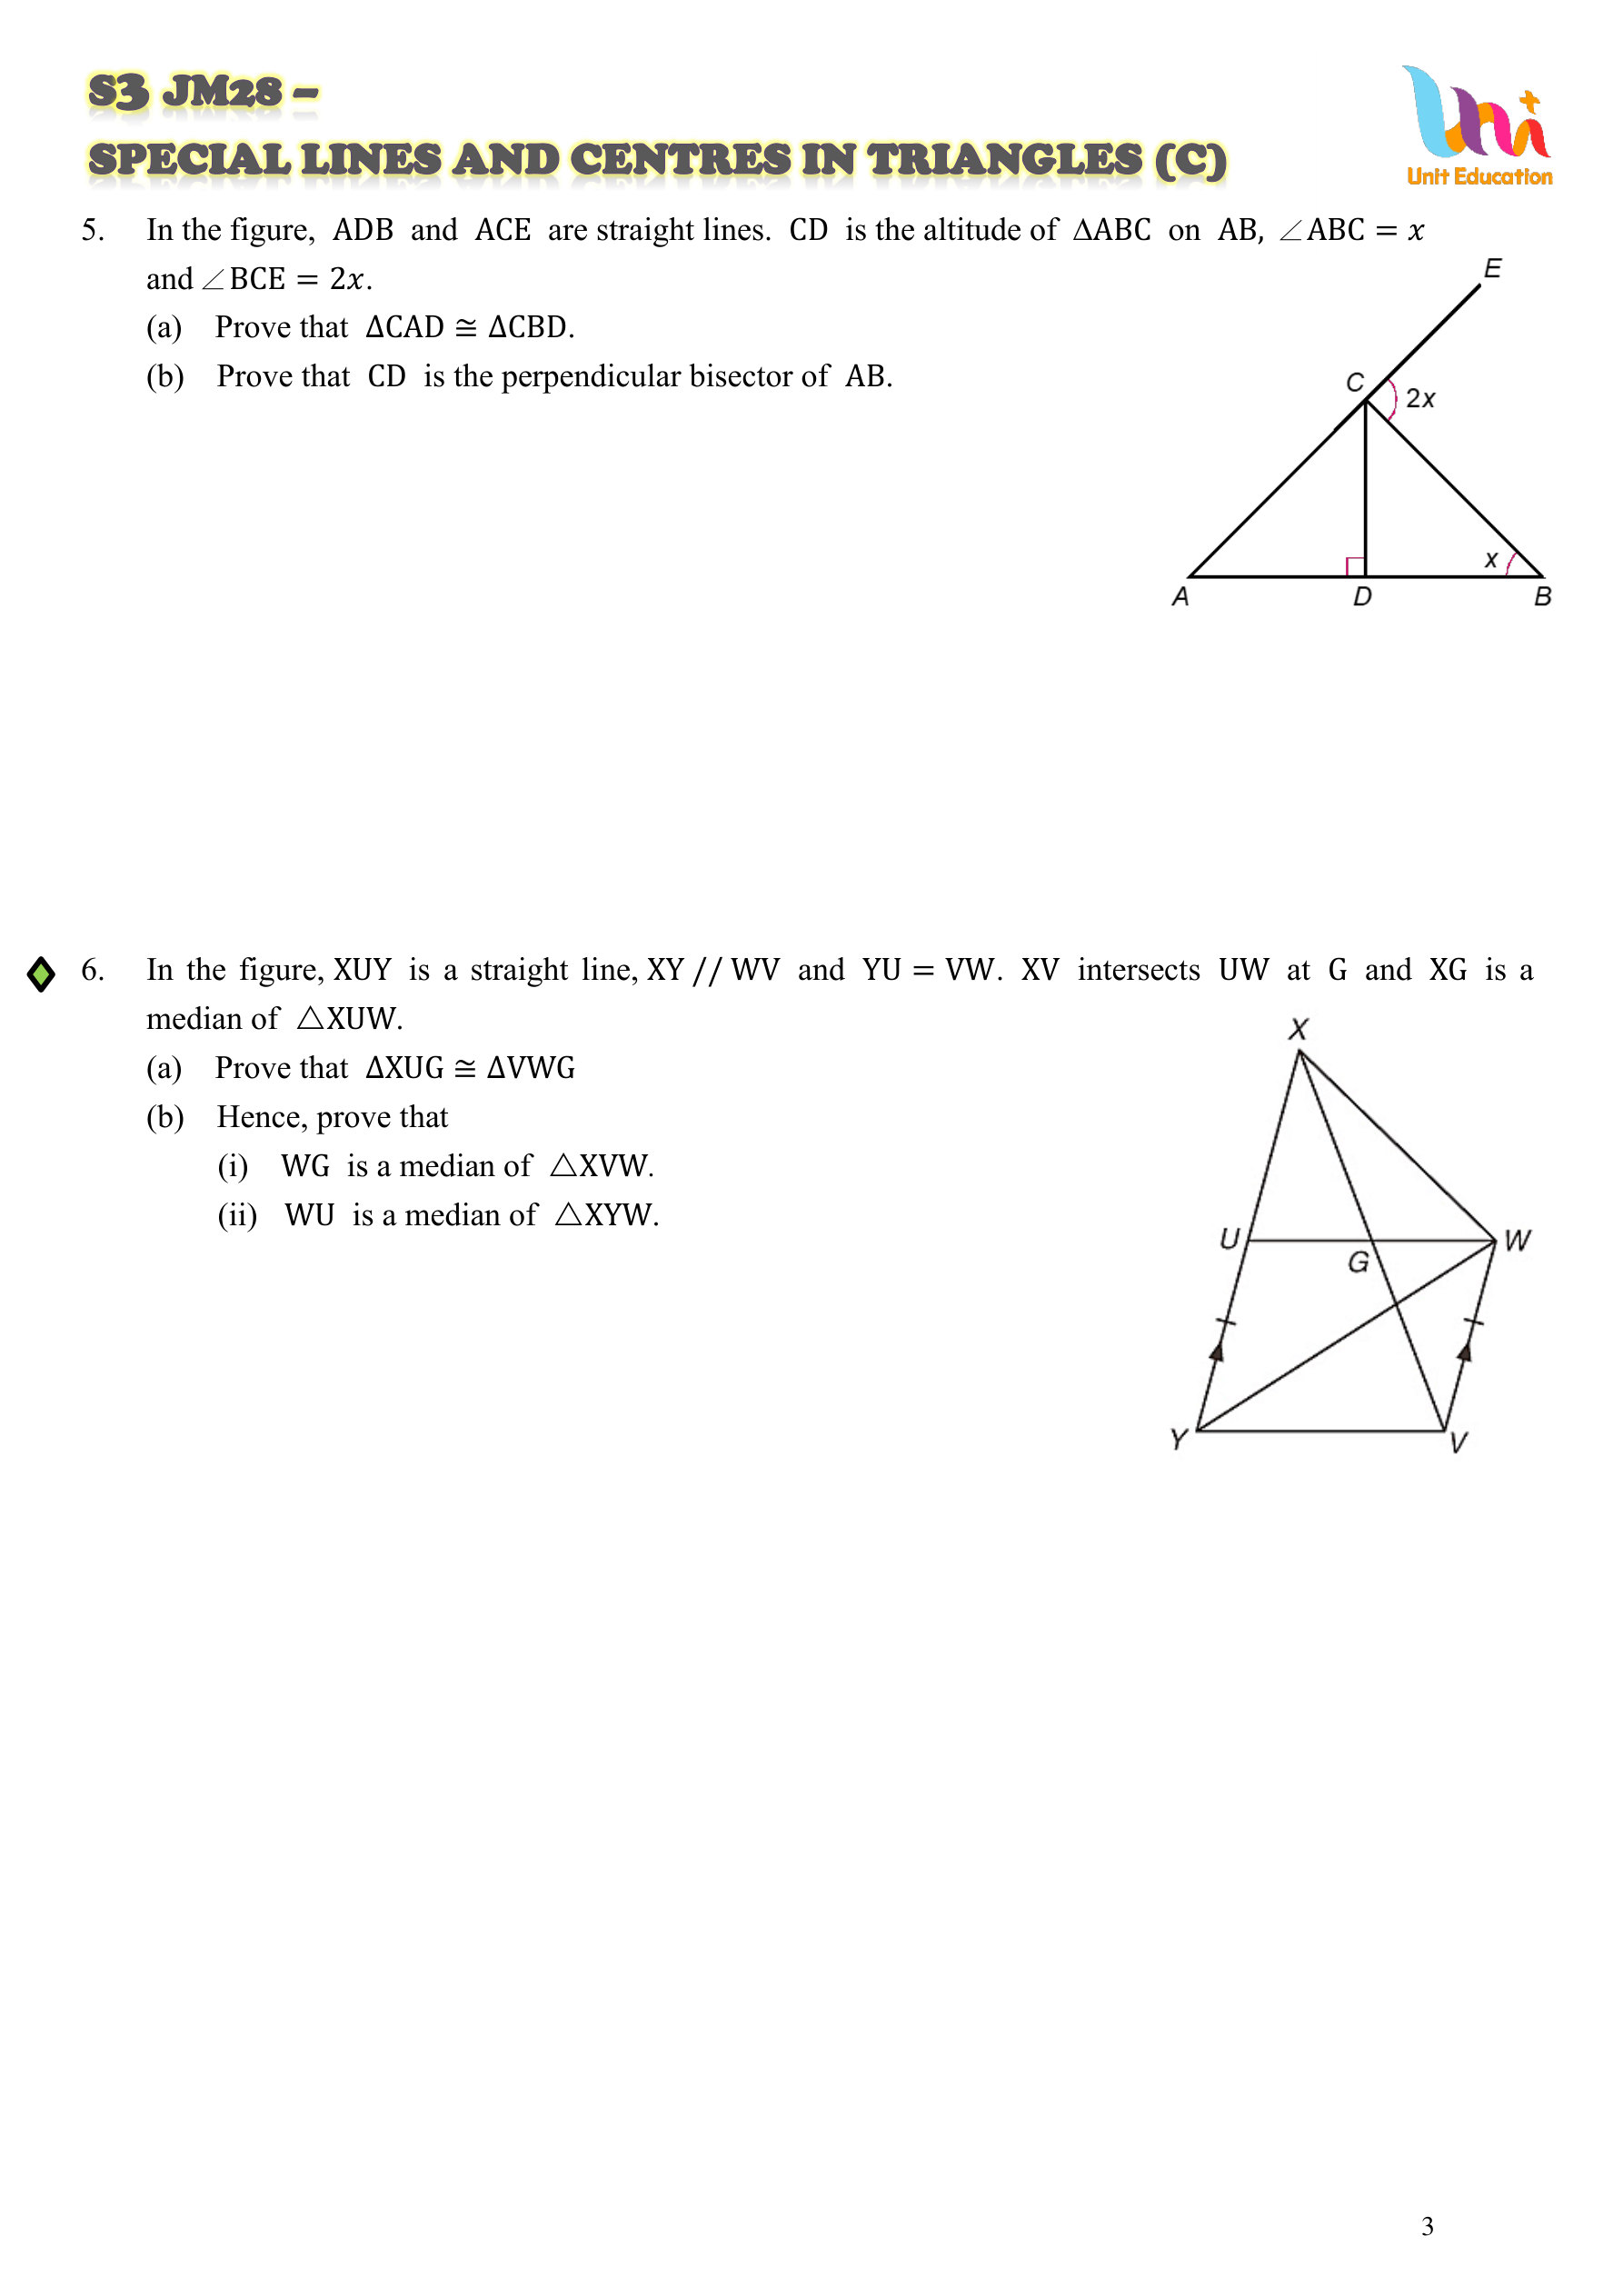 S3 JM28 –
SPECIAL LINES AND CENTRES IN TRIANGLES (C)
Unit Education
5. In the figure, ADB and ACE are straight lines. CD is the altitude of ΔABC on AB, ∠ABC = x
and ∠BCE = 2x.
(a) Prove that ΔCAD ≅ ΔCBD.
(b) Prove that CD is the perpendicular bisector of AB.
E
C
2x
x
A D B
6. In the figure, XUY is a straight line, XY // WV and YU = VW. XV intersects UW at G and XG is a
median of △XUW.
(a) Prove that ΔXUG ≅ ΔVWG
(b) Hence, prove that
(i) WG is a median of △XVW.
(ii) WU is a median of △XYW.
X
U G W
Y V
3